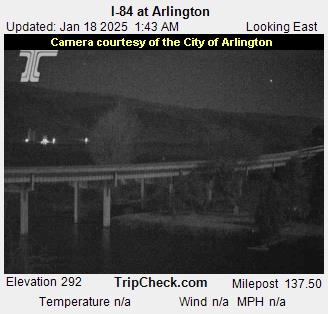 I-84 at Arlington
Updated: Jan 18 2025 1:43 AM Looking East
Camera courtesy of the City of Arlington
Elevation 292 TripCheck.com Milepost 137.50
Temperature n/a Wind n/a MPH n/a